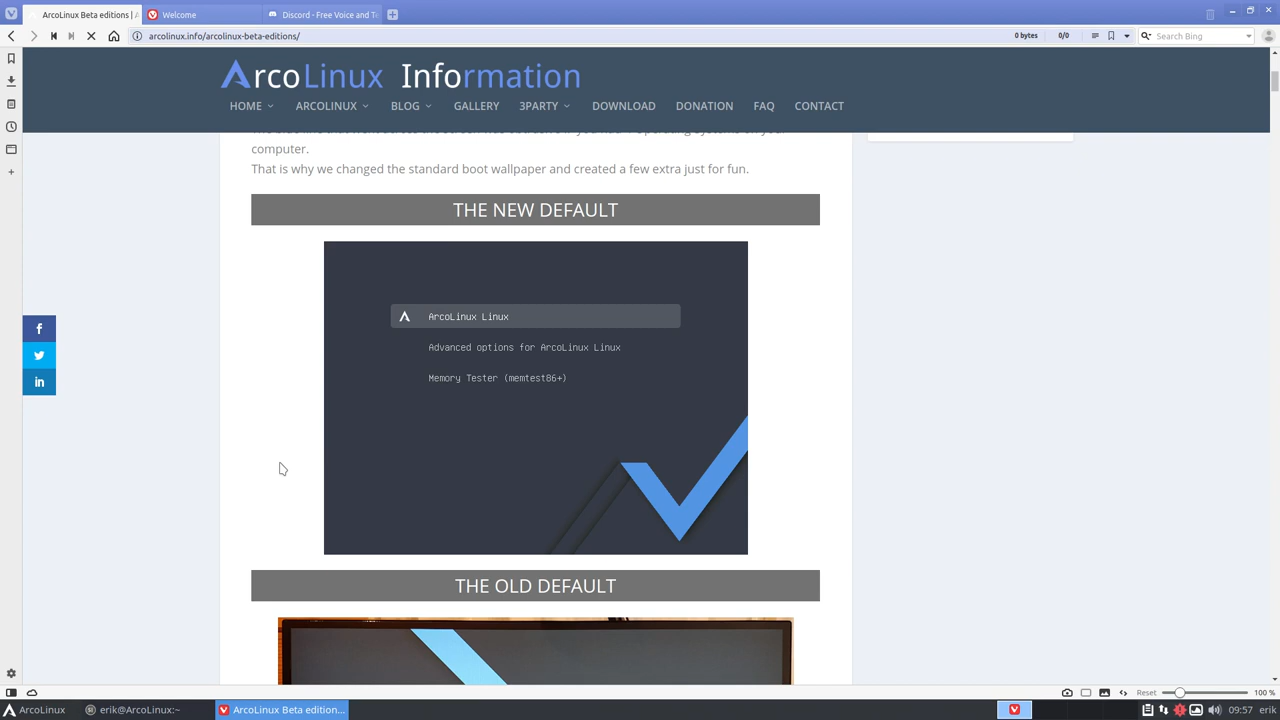 ArcoLinux Beta editions |
Welcome
Discord - Free Voice and T
arcolinux.info/arcolinux-beta-editions/
0 bytes
0/0
Search Bing
ArcoLinux Information
HOME
ARCOLINUX
BLOG
GALLERY
3PARTY
DOWNLOAD
DONATION
FAQ
CONTACT
computer.
That is why we changed the standard boot wallpaper and created a few extra just for fun.
THE NEW DEFAULT
ArcoLinux Linux
Advanced options for ArcoLinux Linux
Memory Tester (memtest86+)
THE OLD DEFAULT
Reset
100 %
ArcoLinux
erik@ArcoLinux:~
ArcoLinux Beta edition...
09:57
erik